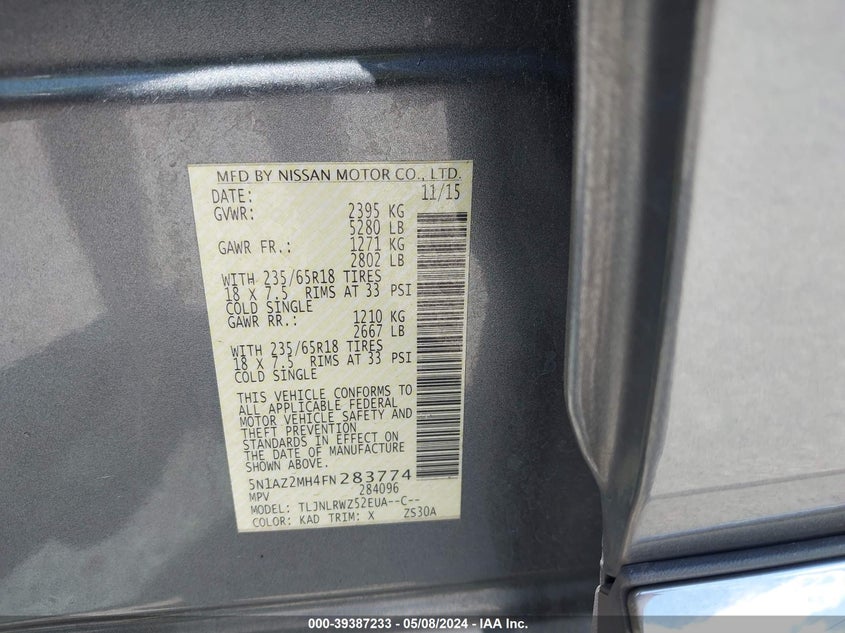 MFD BY NISSAN MOTOR CO., LTD.
DATE: 11/15
GVWR: 2395 KG
5280 LB
GAWR FR.: 1271 KG
2802 LB
WITH 235/65R18 TIRES
18 X 7.5 RIMS AT 33 PSI
COLD SINGLE
GAWR RR.: 1210 KG
2667 LB
WITH 235/65R18 TIRES
18 X 7.5 RIMS AT 33 PSI
COLD SINGLE
THIS VEHICLE CONFORMS TO
ALL APPLICABLE FEDERAL
MOTOR VEHICLE SAFETY AND
THEFT PREVENTION
STANDARDS IN EFFECT ON
THE DATE OF MANUFACTURE
SHOWN ABOVE.
5N1AZ2MH4FN283774
MPV 284096
MODEL: TLJNLRWZ52EUA--C--
COLOR: KAD TRIM: X ZS30A
000-39387233 - 05/08/2024 - IAA Inc.